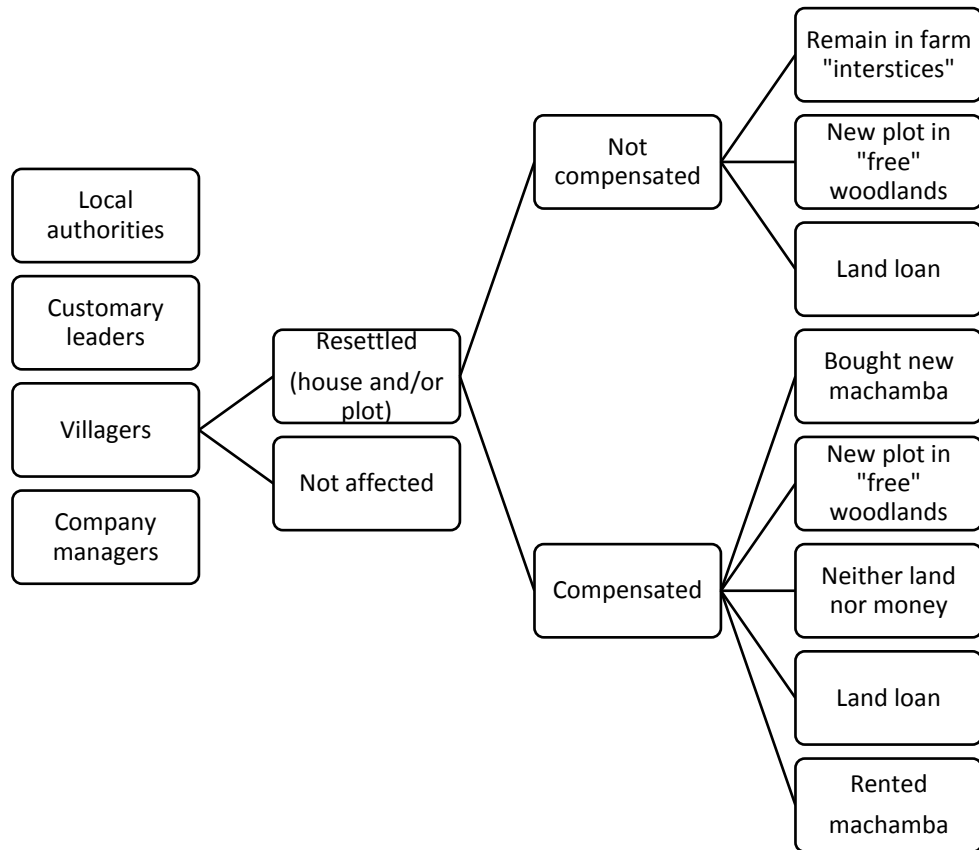 Local
authorities
Customary
leaders
Villagers
Company
managers
Resettled
(house and/or
plot)
Not affected
Not
compensated
Compensated
Remain in farm
"interstices"
New plot in
"free"
woodlands
Land loan
Bought new
machamba
New plot in
"free"
woodlands
Neither land
nor money
Land loan
Rented
machamba